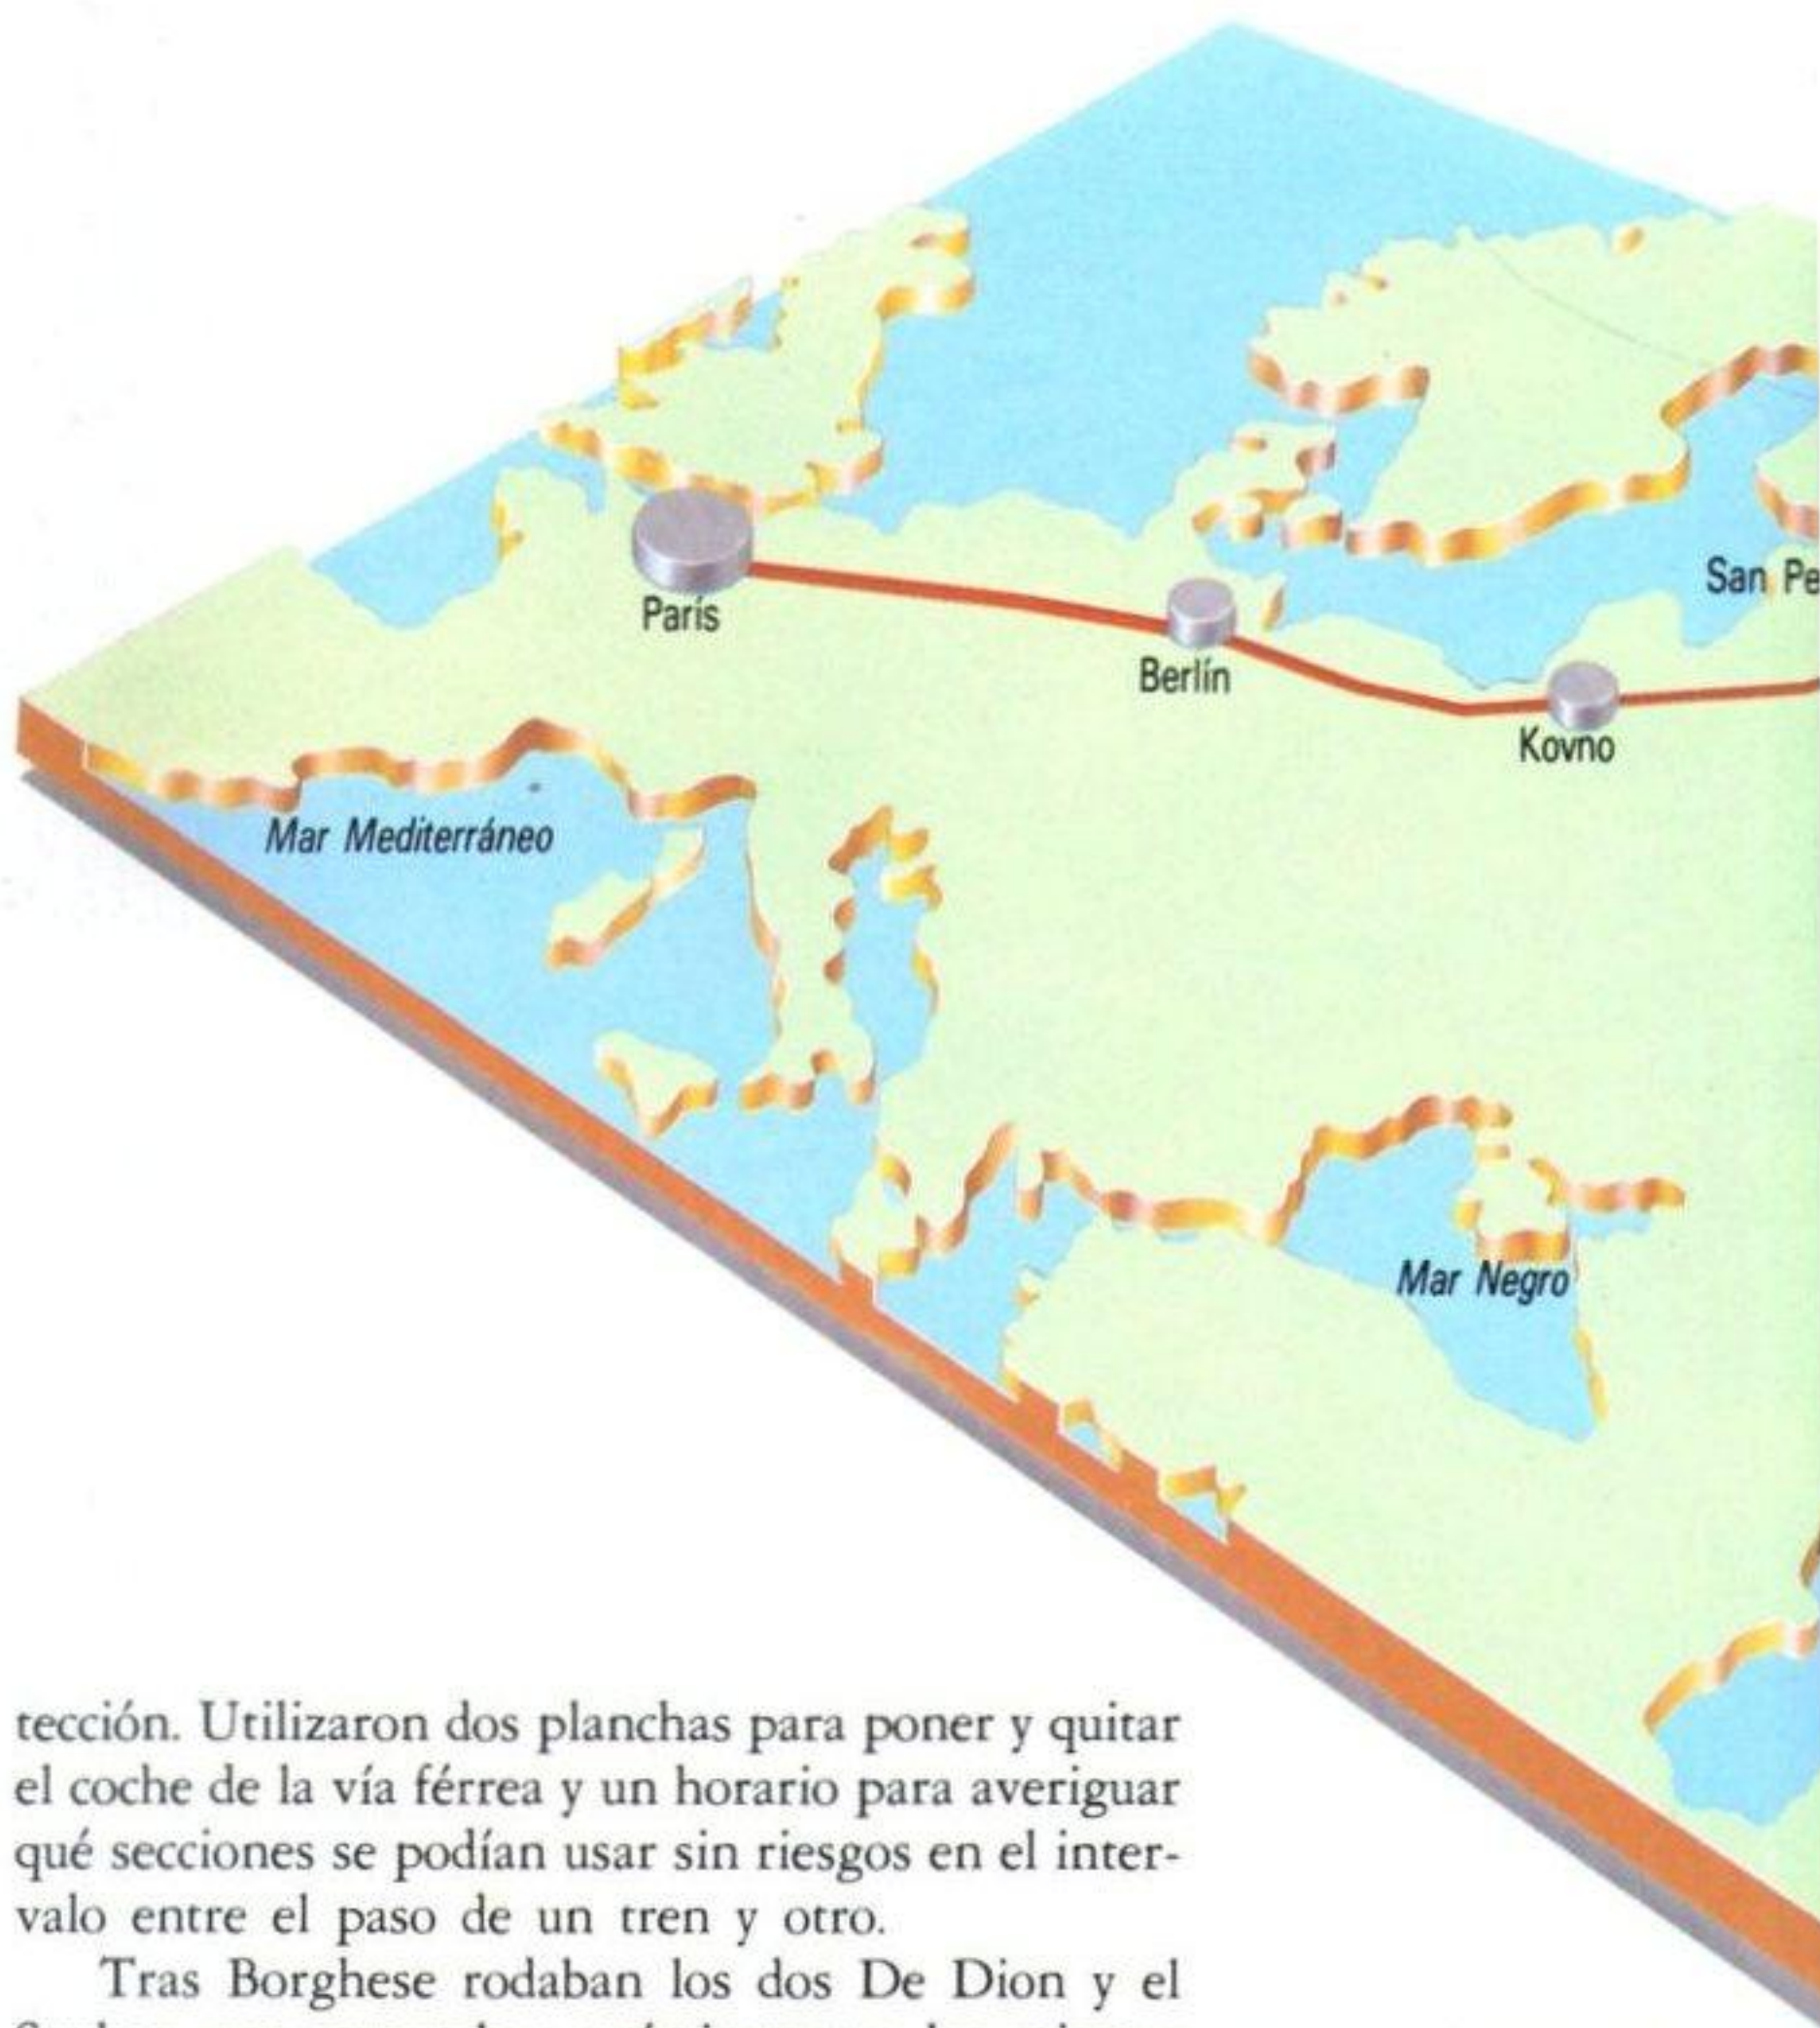 San Pe
París
Berlín
Kovno
Mar Mediterráneo
Mar Negro
tección. Utilizaron dos planchas para poner y quitar
el coche de la vía férrea y un horario para averiguar
qué secciones se podían usar sin riesgos en el inter-
valo entre el paso de un tren y otro.
Tras Borghese rodaban los dos De Dion y el